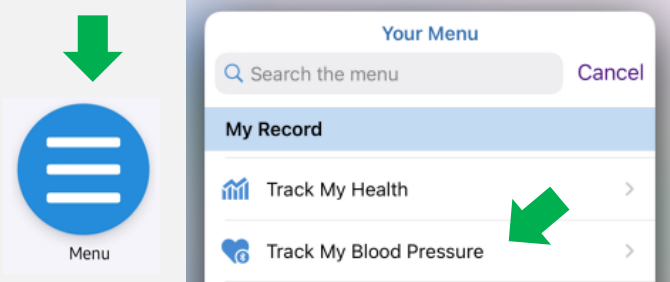 Menu
Your Menu
Search the menu
Cancel
My Record
Track My Health
Track My Blood Pressure